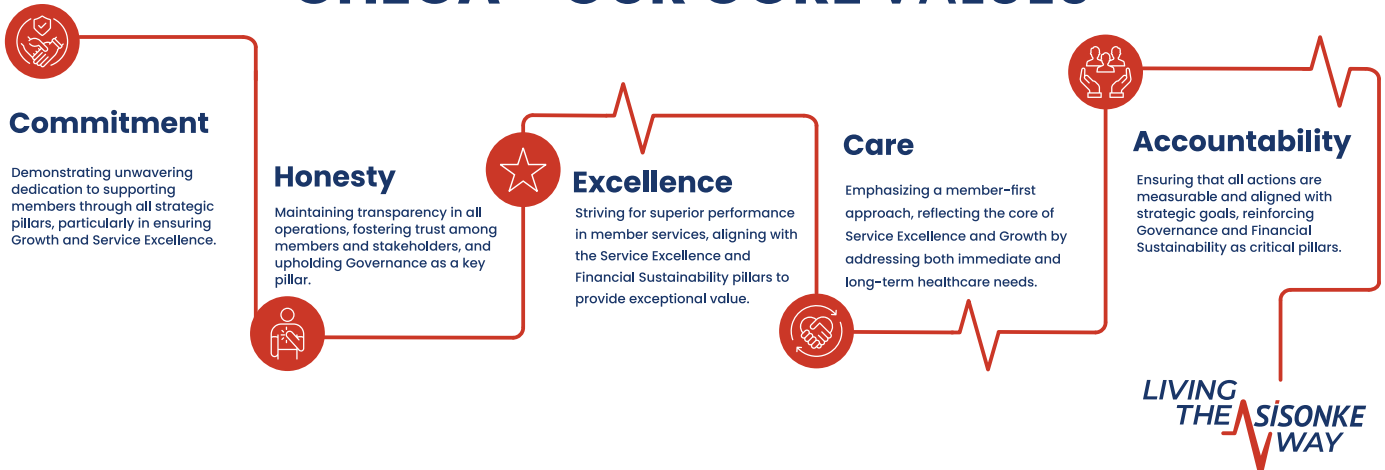 CHECA - OUR CORE VALUES
Commitment
Demonstrating unwavering
dedication to supporting
members through all strategic
pillars, particularly in ensuring
Growth and Service Excellence.
Honesty
Maintaining transparency in all
operations, fostering trust among
members and stakeholders, and
upholding Governance as a key
pillar.
Excellence
Striving for superior performance
in member services, aligning with
the Service Excellence and
Financial Sustainability pillars to
provide exceptional value.
Care
Emphasizing a member-first
approach, reflecting the core of
Service Excellence and Growth by
addressing both immediate and
long-term healthcare needs.
Accountability
Ensuring that all actions are
measurable and aligned with
strategic goals, reinforcing
Governance and Financial
Sustainability as critical pillars.
LIVING
THE SiSONKE
WAY